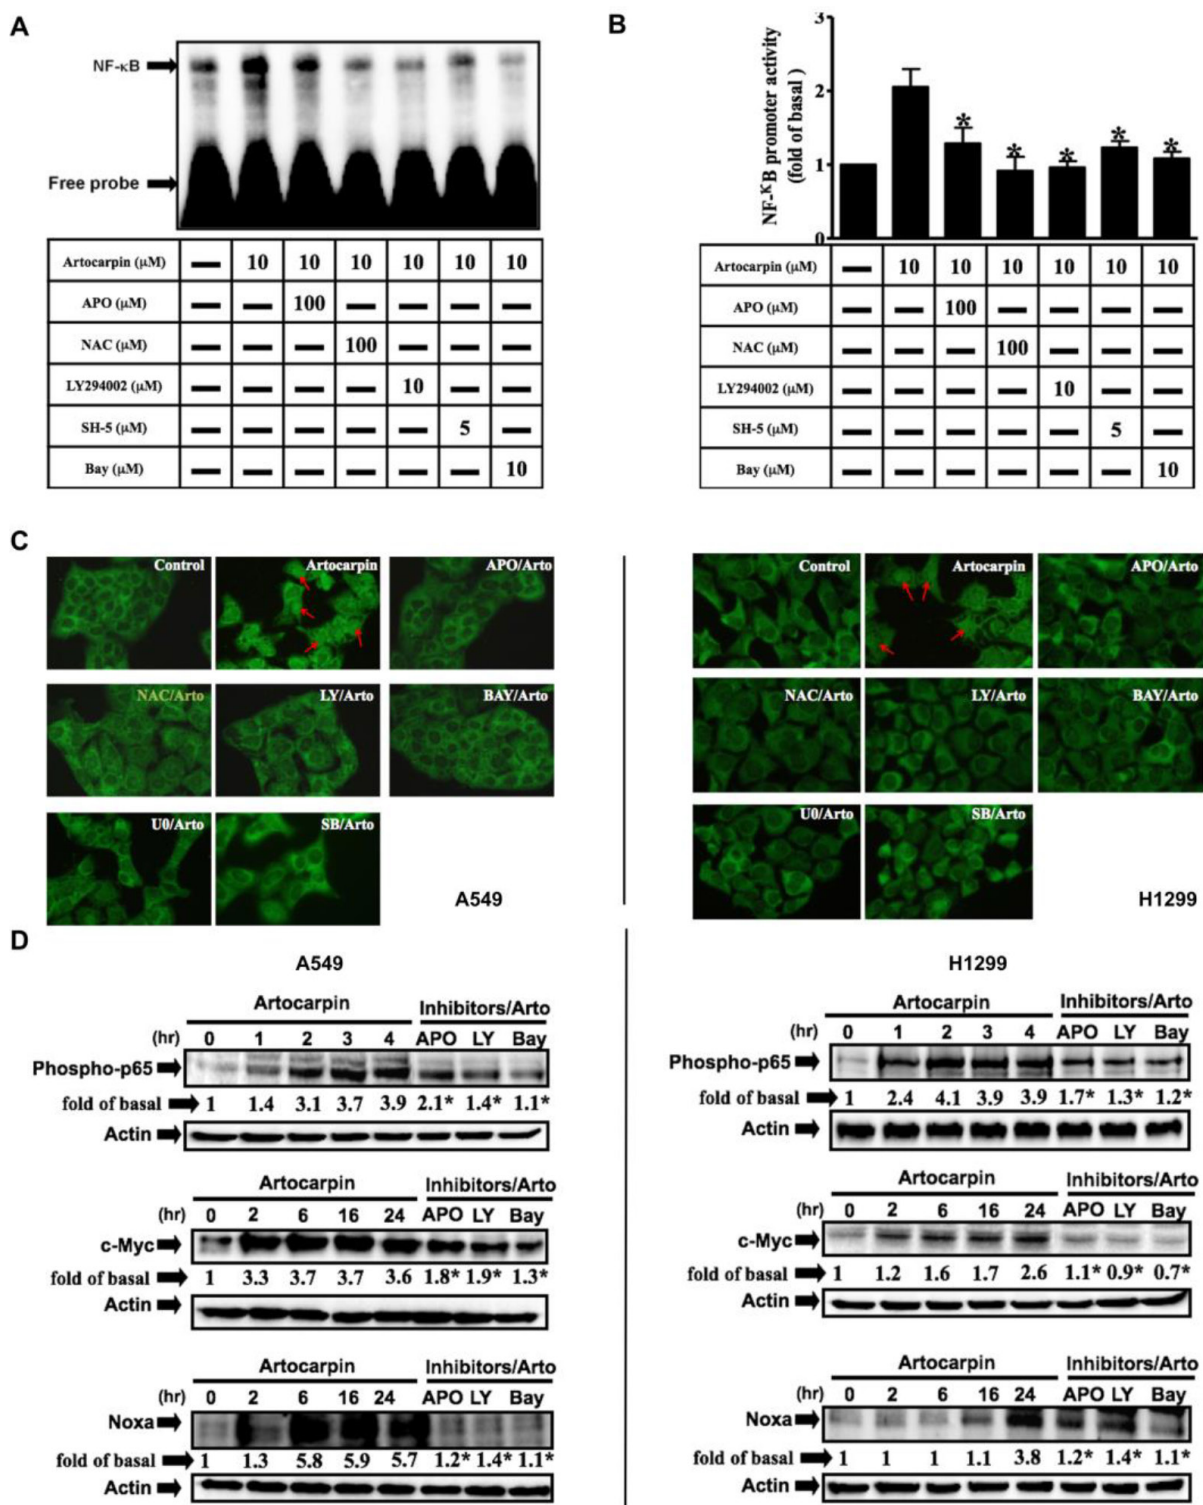 A
NF-κB
Free probe
Artocarpin (μM) — 10 10 10 10 10 10
APO (μM) — — 100 — — — —
NAC (μM) — — — 100 — — —
LY294002 (μM) — — — — 10 — —
SH-5 (μM) — — — — — 5 —
Bay (μM) — — — — — — 10
B
NF-κB promoter activity
(fold of basal )
3
2
1
0
* * * * *
Artocarpin (μM) — 10 10 10 10 10 10
APO (μM) — — 100 — — — —
NAC (μM) — — — 100 — — —
LY294002 (μM) — — — — 10 — —
SH-5 (μM) — — — — — 5 —
Bay (μM) — — — — — — 10
C
Control Artocarpin APO/Arto
NAC/Arto LY/Arto BAY/Arto
U0/Arto SB/Arto
A549
Control Artocarpin APO/Arto
NAC/Arto LY/Arto BAY/Arto
U0/Arto SB/Arto
H1299
D
A549
Artocarpin Inhibitors/Arto
(hr) 0 1 2 3 4 APO LY Bay
Phospho-p65
fold of basal 1 1.4 3.1 3.7 3.9 2.1* 1.4* 1.1*
Actin
Artocarpin Inhibitors/Arto
(hr) 0 2 6 16 24 APO LY Bay
c-Myc
fold of basal 1 3.3 3.7 3.7 3.6 1.8* 1.9* 1.3*
Actin
Artocarpin Inhibitors/Arto
(hr) 0 2 6 16 24 APO LY Bay
Noxa
fold of basal 1 1.3 5.8 5.9 5.7 1.2* 1.4* 1.1*
Actin
H1299
Artocarpin Inhibitors/Arto
(hr) 0 1 2 3 4 APO LY Bay
Phospho-p65
fold of basal 1 2.4 4.1 3.9 3.9 1.7* 1.3* 1.2*
Actin
Artocarpin Inhibitors/Arto
(hr) 0 2 6 16 24 APO LY Bay
c-Myc
fold of basal 1 1.2 1.6 1.7 2.6 1.1* 0.9* 0.7*
Actin
Artocarpin Inhibitors/Arto
(hr) 0 2 6 16 24 APO LY Bay
Noxa
fold of basal 1 1 1 1.1 3.8 1.2* 1.4* 1.1*
Actin